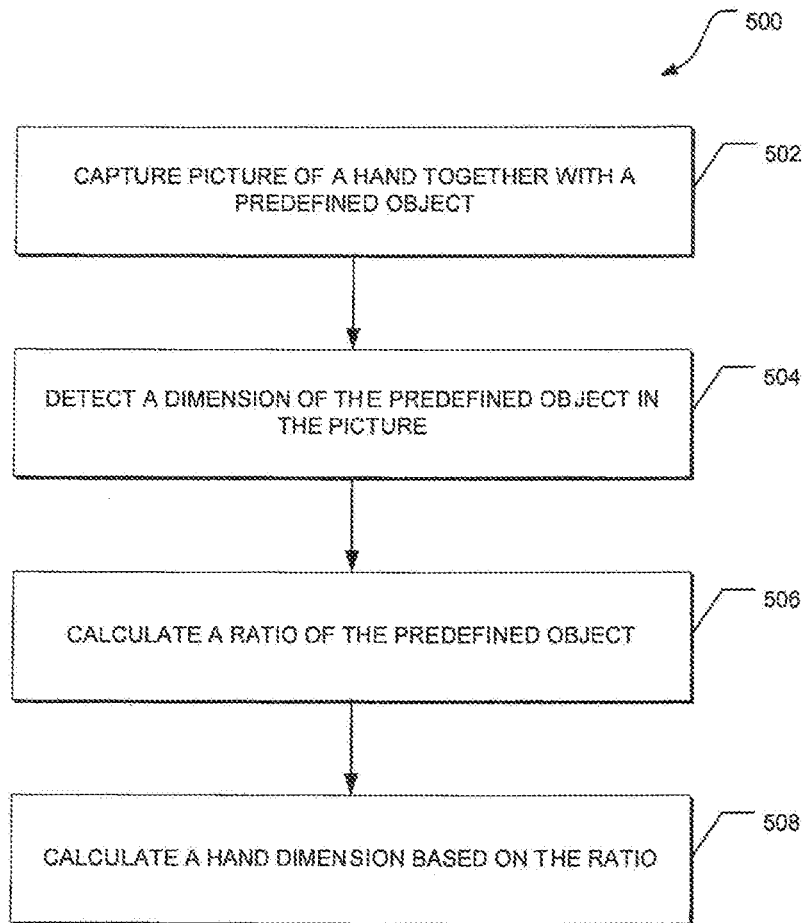 500
CAPTURE PICTURE OF A HAND TOGETHER WITH A
PREDEFINED OBJECT
502
DETECT A DIMENSION OF THE PREDEFINED OBJECT IN
THE PICTURE
504
CALCULATE A RATIO OF THE PREDEFINED OBJECT
506
CALCULATE A HAND DIMENSION BASED ON THE RATIO
508